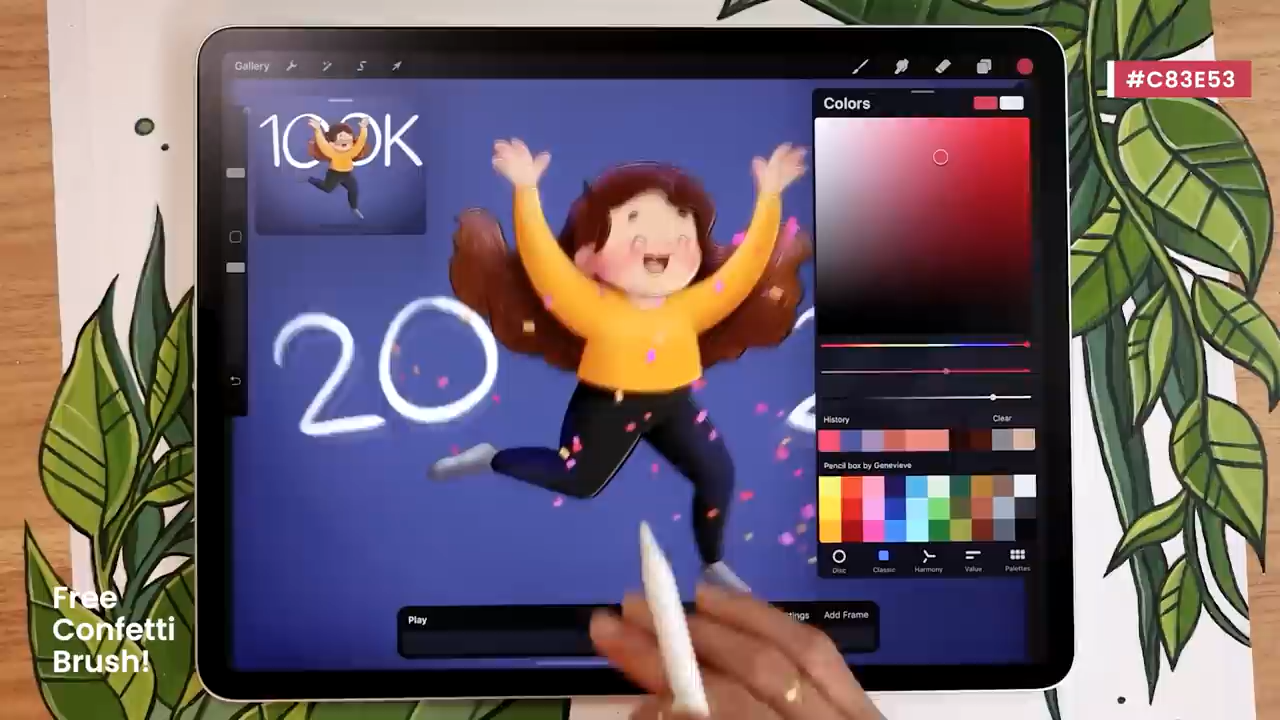 Gallery
#C83E53
Colors
100K
20
History
Clear
Pencil box by Genevieve
Disc
Classic
Harmony
Value
Palettes
Play
Add Frame
Free
Confetti
Brush!